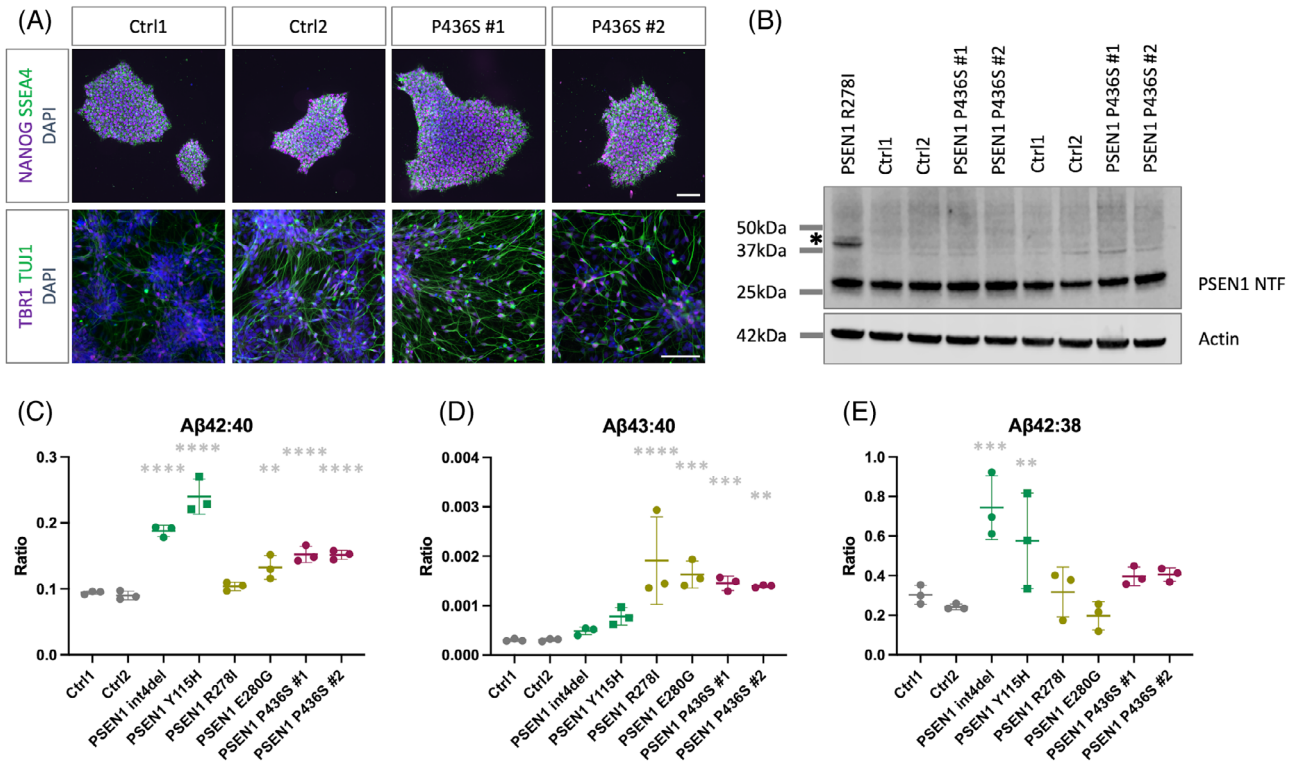 (A)
Ctrl1
Ctrl2
P436S #1
P436S #2
NANOG SSEA4
DAPI
TBR1 TUJ1
DAPI
(B)
PSEN1 R278I
Ctrl1
Ctrl2
PSEN1 P436S #1
PSEN1 P436S #2
Ctrl1
Ctrl2
PSEN1 P436S #1
PSEN1 P436S #2
50kDa
*
37kDa
25kDa
PSEN1 NTF
42kDa
Actin
(C)
Aβ42:40
Ratio
0.3
0.2
0.1
0.0
****
****
**
****
****
Ctrl1
Ctrl2
PSEN1 int4del
PSEN1 Y115H
PSEN1 R278I
PSEN1 E280G
PSEN1 P436S #1
PSEN1 P436S #2
(D)
Aβ43:40
Ratio
0.004
0.003
0.002
0.001
0.000
****
***
***
**
Ctrl1
Ctrl2
PSEN1 int4del
PSEN1 Y115H
PSEN1 R278I
PSEN1 E280G
PSEN1 P436S #1
PSEN1 P436S #2
(E)
Aβ42:38
Ratio
1.0
0.8
0.6
0.4
0.2
0.0
***
**
Ctrl1
Ctrl2
PSEN1 int4del
PSEN1 Y115H
PSEN1 R278I
PSEN1 E280G
PSEN1 P436S #1
PSEN1 P436S #2